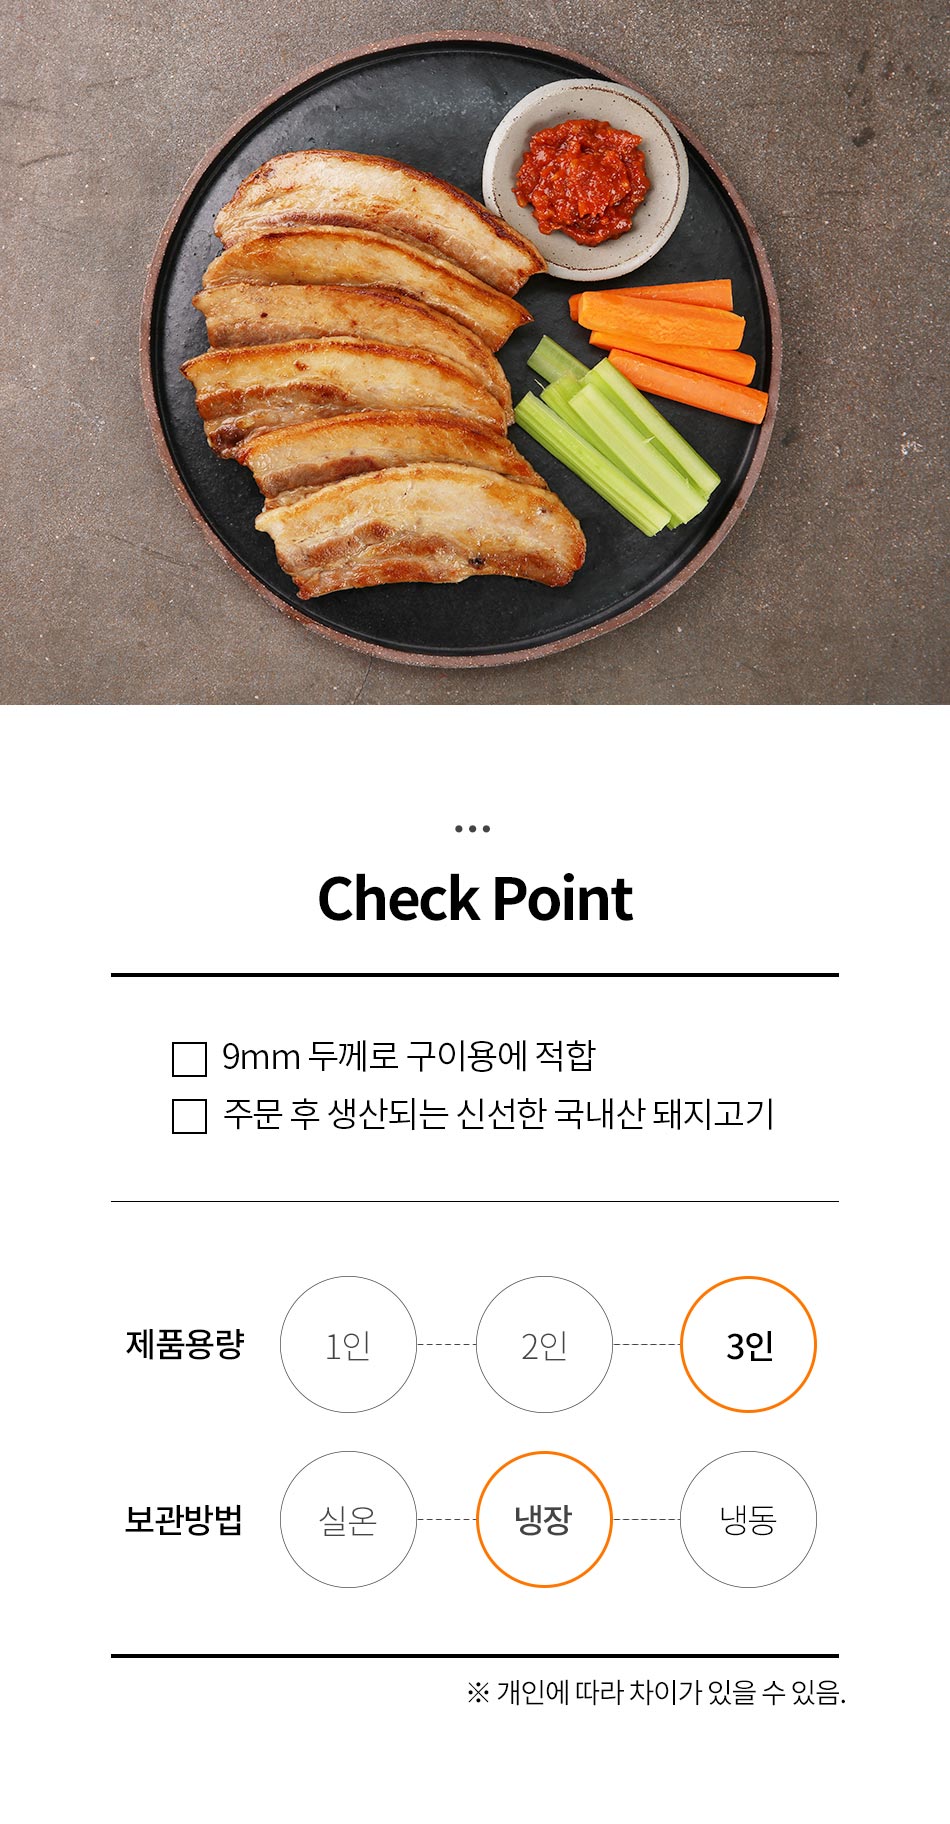 Check Point
9mm 두께로 구이용에 적합
주문 후 생산되는 신선한 국내산 돼지고기
제품용량 1인 2인 3인
보관방법 실온 냉장 냉동
※ 개인에 따라 차이가 있을 수 있음.